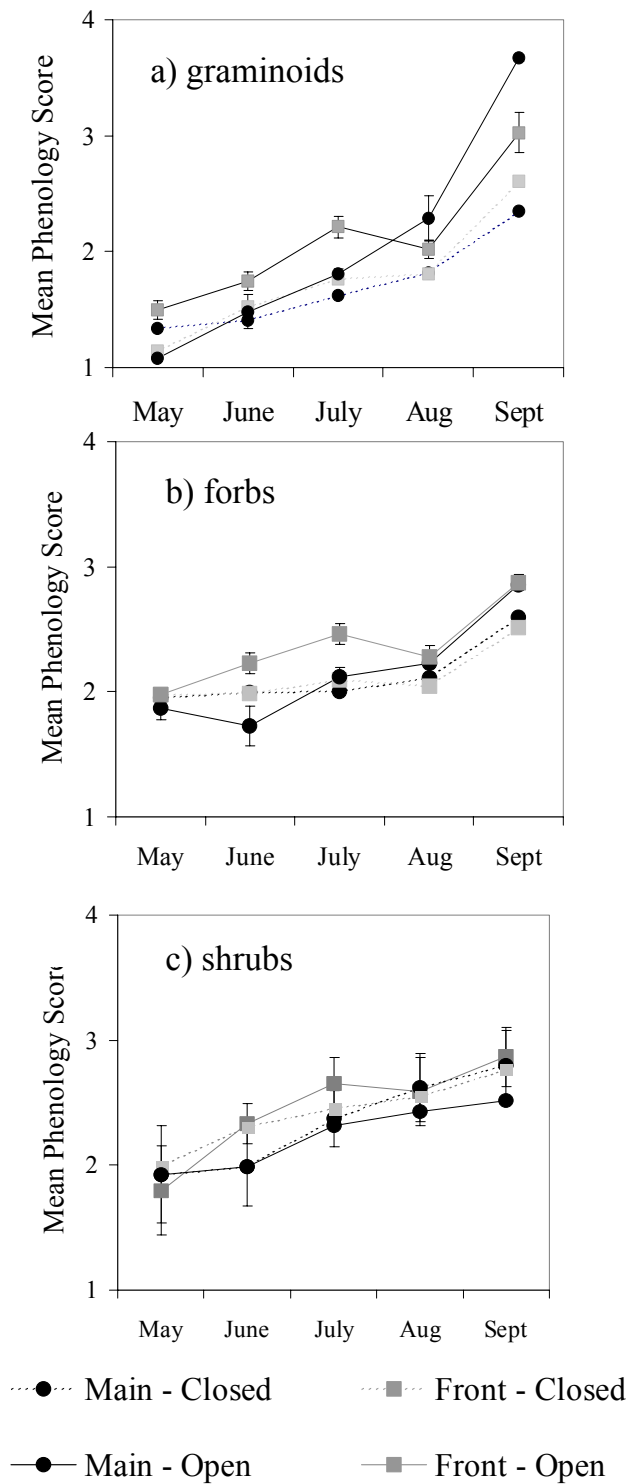 4
a) graminoids
3
2
1
Mean Phenology Score
May June July Aug Sept
4
b) forbs
3
2
1
Mean Phenology Score
May June July Aug Sept
4
c) shrubs
3
2
1
Mean Phenology Score
May June July Aug Sept
Main - Closed Front - Closed
Main - Open Front - Open